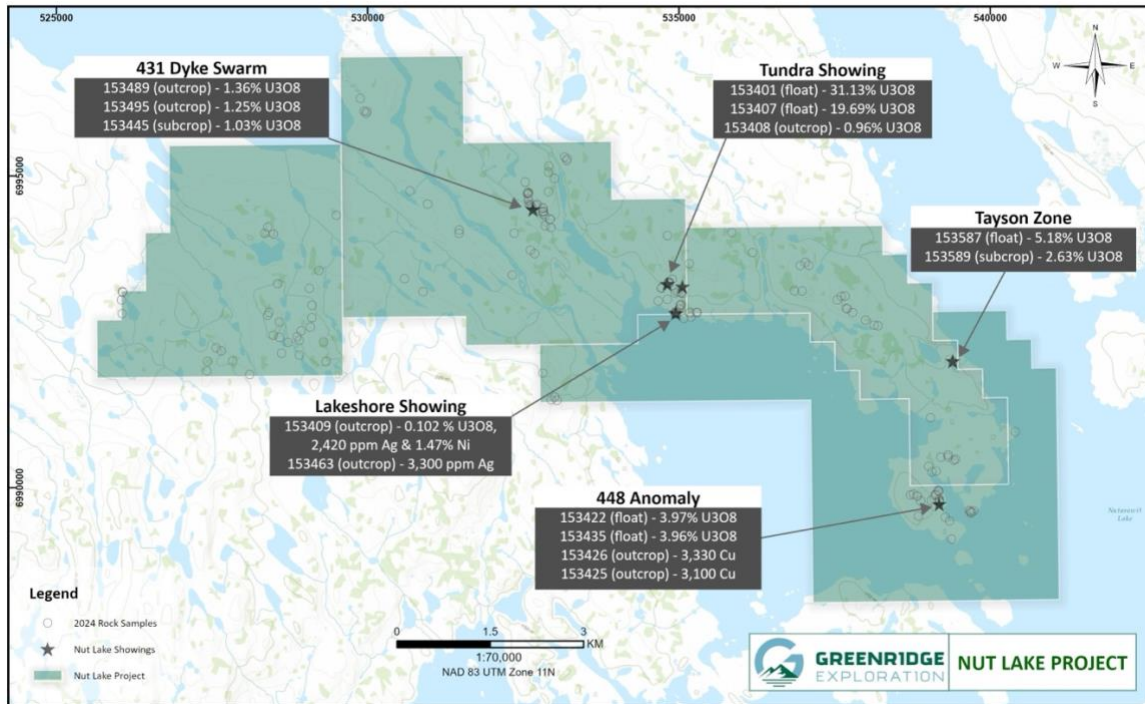 525000
530000
535000
540000
N
W E
S
431 Dyke Swarm
153489 (outcrop) - 1.36% U3O8
153495 (outcrop) - 1.25% U3O8
153445 (subcrop) - 1.03% U3O8
Tundra Showing
153401 (float) - 31.13% U3O8
153407 (float) - 19.69% U3O8
153408 (outcrop) - 0.96% U3O8
6995000
Tayson Zone
153587 (float) - 5.18% U3O8
153589 (subcrop) - 2.63% U3O8
Lakeshore Showing
153409 (outcrop) - 0.102 % U3O8,
2,420 ppm Ag & 1.47% Ni
153463 (outcrop) - 3,300 ppm Ag
6990000
448 Anomaly
153422 (float) - 3.97% U3O8
153435 (float) - 3.96% U3O8
153426 (outcrop) - 3,330 Cu
153425 (outcrop) - 3,100 Cu
Lake
Legend
2024 Rock Samples
Nut Lake Showings
Nut Lake Project
0 1.5 3
KM
1:70,000
NAD 83 UTM Zone 11N
GREENRIDGE
EXPLORATION
NUT LAKE PROJECT